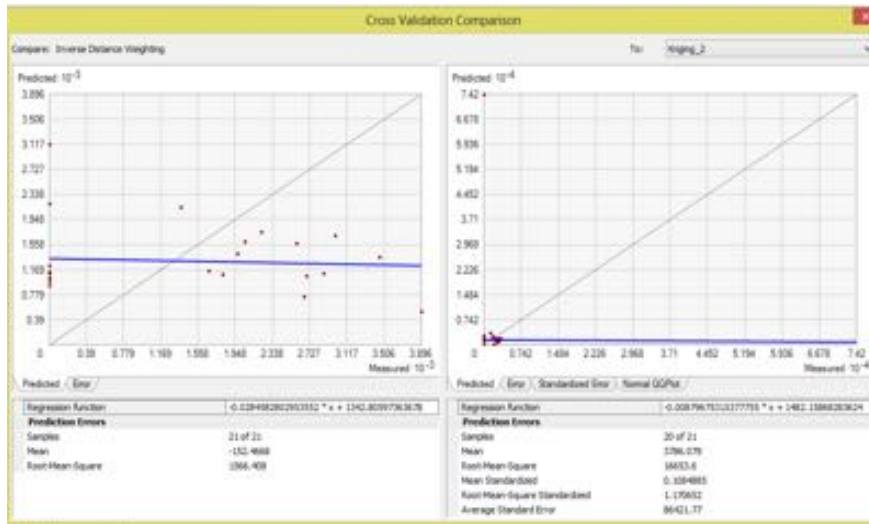 Cross Validation Comparison
Compare: Inverse Distance Weighting
To: Kriging_2
Predicted 10⁻³
3.896
3.506
3.117
2.727
2.338
1.948
1.558
1.169
0.779
0.39
0 0.39 0.779 1.169 1.558 1.948 2.338 2.727 3.117 3.506 3.896
Measured 10⁻³
Predicted Error
Predicted 10⁻⁴
7.42
6.678
5.936
5.194
4.452
3.71
2.968
2.226
1.484
0.742
0 0.742 1.484 2.226 2.968 3.71 4.452 5.194 5.936 6.678 7.42
Measured 10⁻⁴
Predicted Error Standardized Error Normal QQPlot
Regression function
Prediction Errors
Samples 21 of 21
Mean -152.4668
Root-Mean-Square
Regression function
Prediction Errors
Samples 20 of 21
Mean 3786.079
Root-Mean-Square 16653.6
Mean Standardized
Root-Mean-Square Standardized 1.170652
Average Standard Error 86421.77